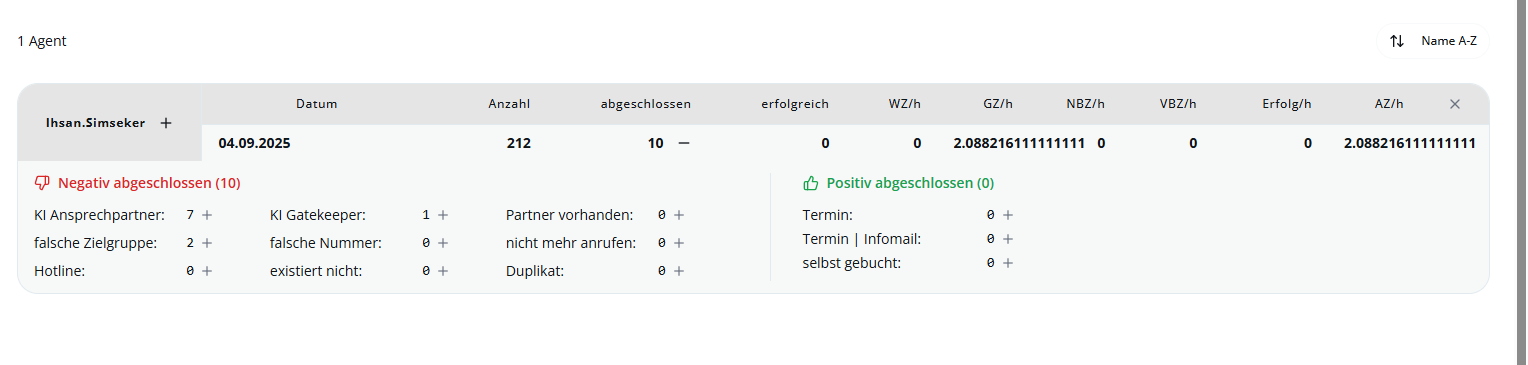 1 Agent
Name A-Z
Ihsan.Simseker
Datum Anzahl abgeschlossen erfolgreich WZ/h GZ/h NBZ/h VBZ/h Erfolg/h AZ/h
04.09.2025 212 10 0 0 2.088216111111111 0 0 0 2.088216111111111
Negativ abgeschlossen (10) Positiv abgeschlossen (0)
KI Ansprechpartner: 7 + KI Gatekeeper: 1 + Partner vorhanden: 0 + Termin: 0 +
falsche Zielgruppe: 2 + falsche Nummer: 0 + nicht mehr anrufen: 0 + Termin | Infomail: 0 +
Hotline: 0 + existiert nicht: 0 + Duplikat: 0 + selbst gebucht: 0 +